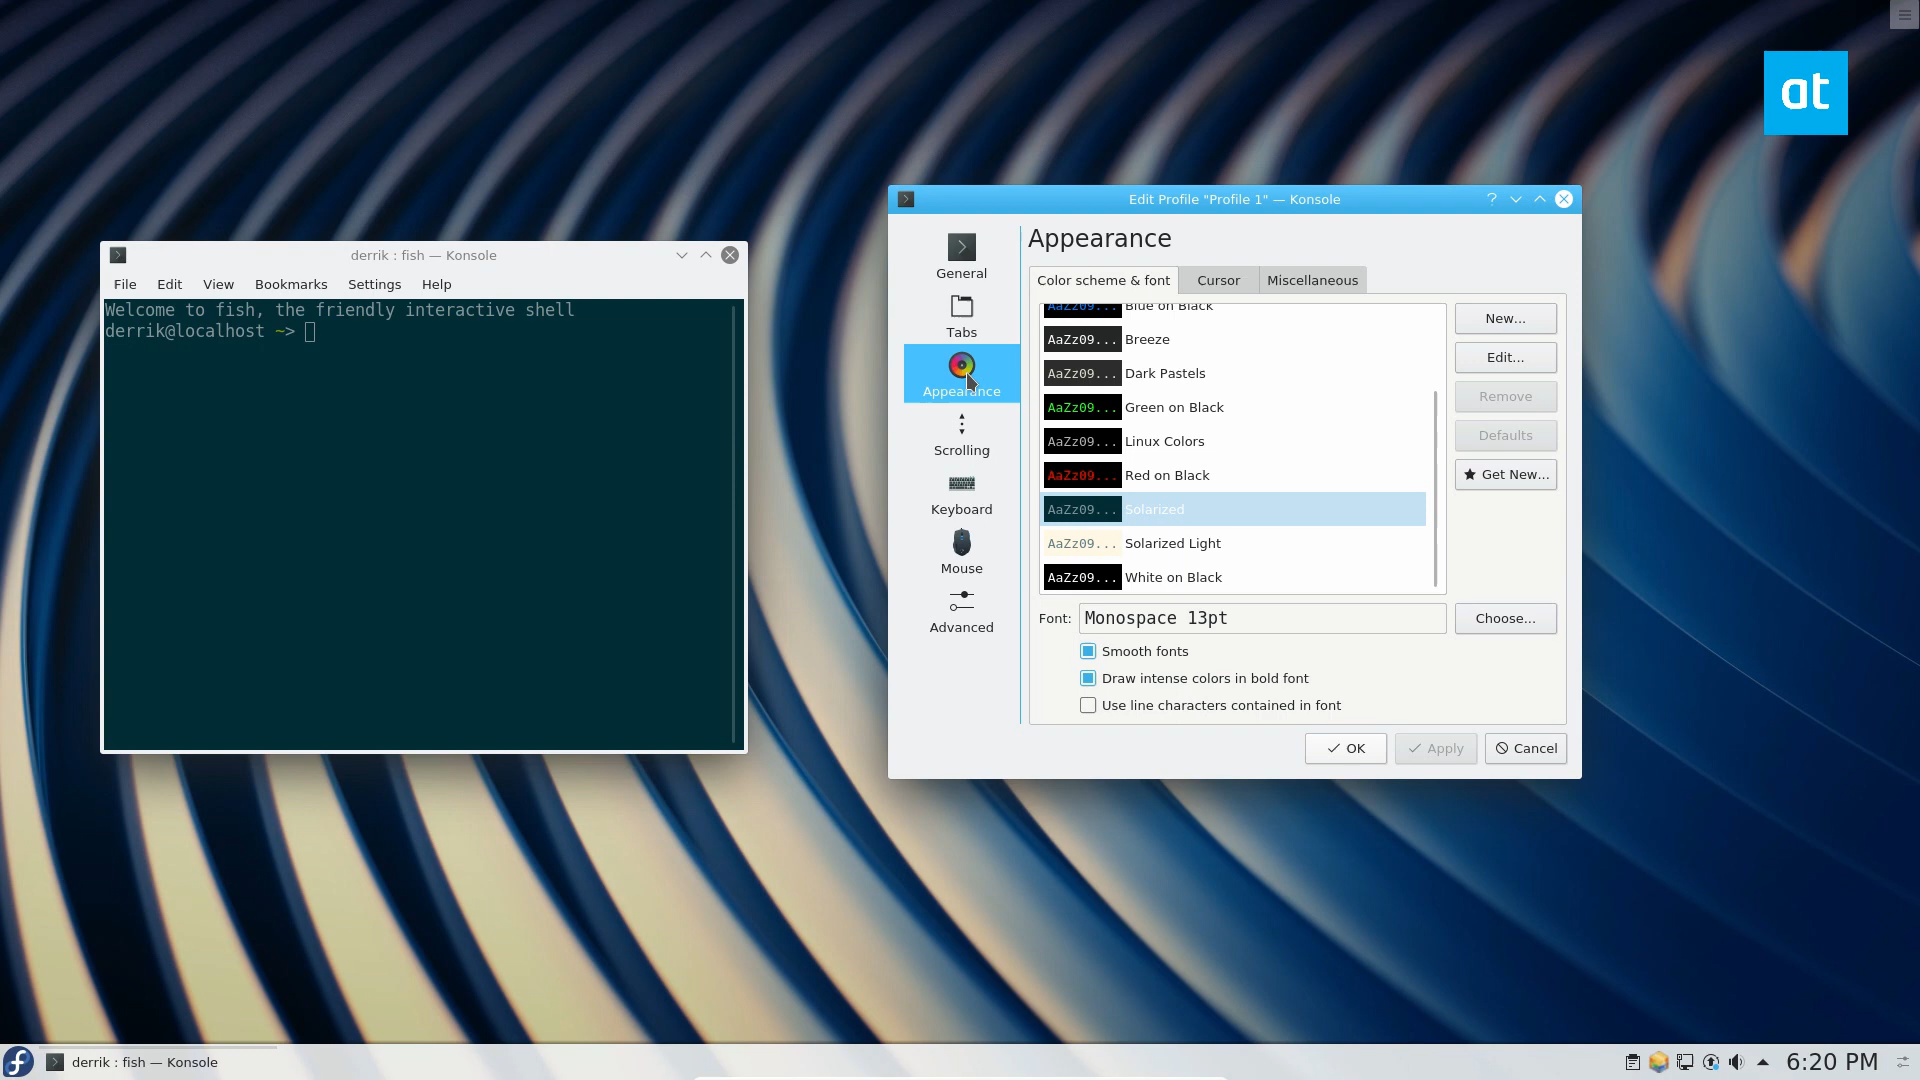 at
Edit Profile "Profile 1" — Konsole
?
derrik : fish — Konsole
File Edit View Bookmarks Settings Help
Welcome to fish, the friendly interactive shell
derrik@localhost ~>
General
Tabs
Appearance
Scrolling
Keyboard
Mouse
Advanced
Appearance
Color scheme & font Cursor Miscellaneous
AaZz09... Blue on Black
AaZz09... Breeze
AaZz09... Dark Pastels
AaZz09... Green on Black
AaZz09... Linux Colors
AaZz09... Red on Black
AaZz09... Solarized
AaZz09... Solarized Light
AaZz09... White on Black
New...
Edit...
Remove
Defaults
Get New...
Font: Monospace 13pt Choose...
Smooth fonts
Draw intense colors in bold font
Use line characters contained in font
OK Apply Cancel
derrik : fish — Konsole
6:20 PM